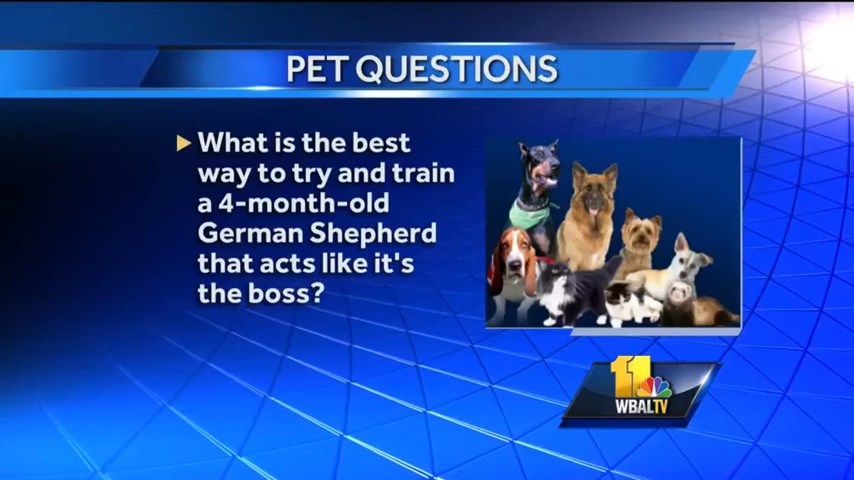 PET QUESTIONS
What is the best
way to try and train
a 4-month-old
German Shepherd
that acts like it's
the boss?
11
WBALTV